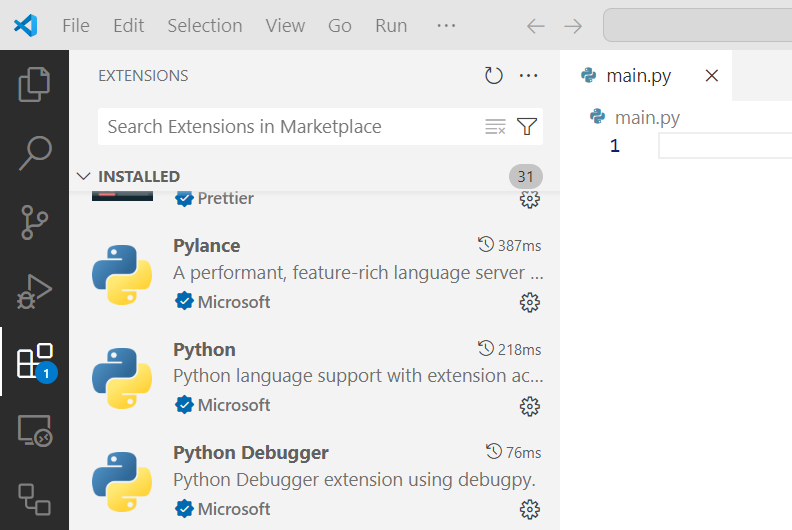 File Edit Selection View Go Run ···
EXTENSIONS ···
main.py
Search Extensions in Marketplace
main.py
1
INSTALLED 31
Prettier
Pylance 387ms
A performant, feature-rich language server ...
Microsoft
Python 218ms
Python language support with extension ac...
Microsoft
1
Python Debugger 76ms
Python Debugger extension using debugpy.
Microsoft